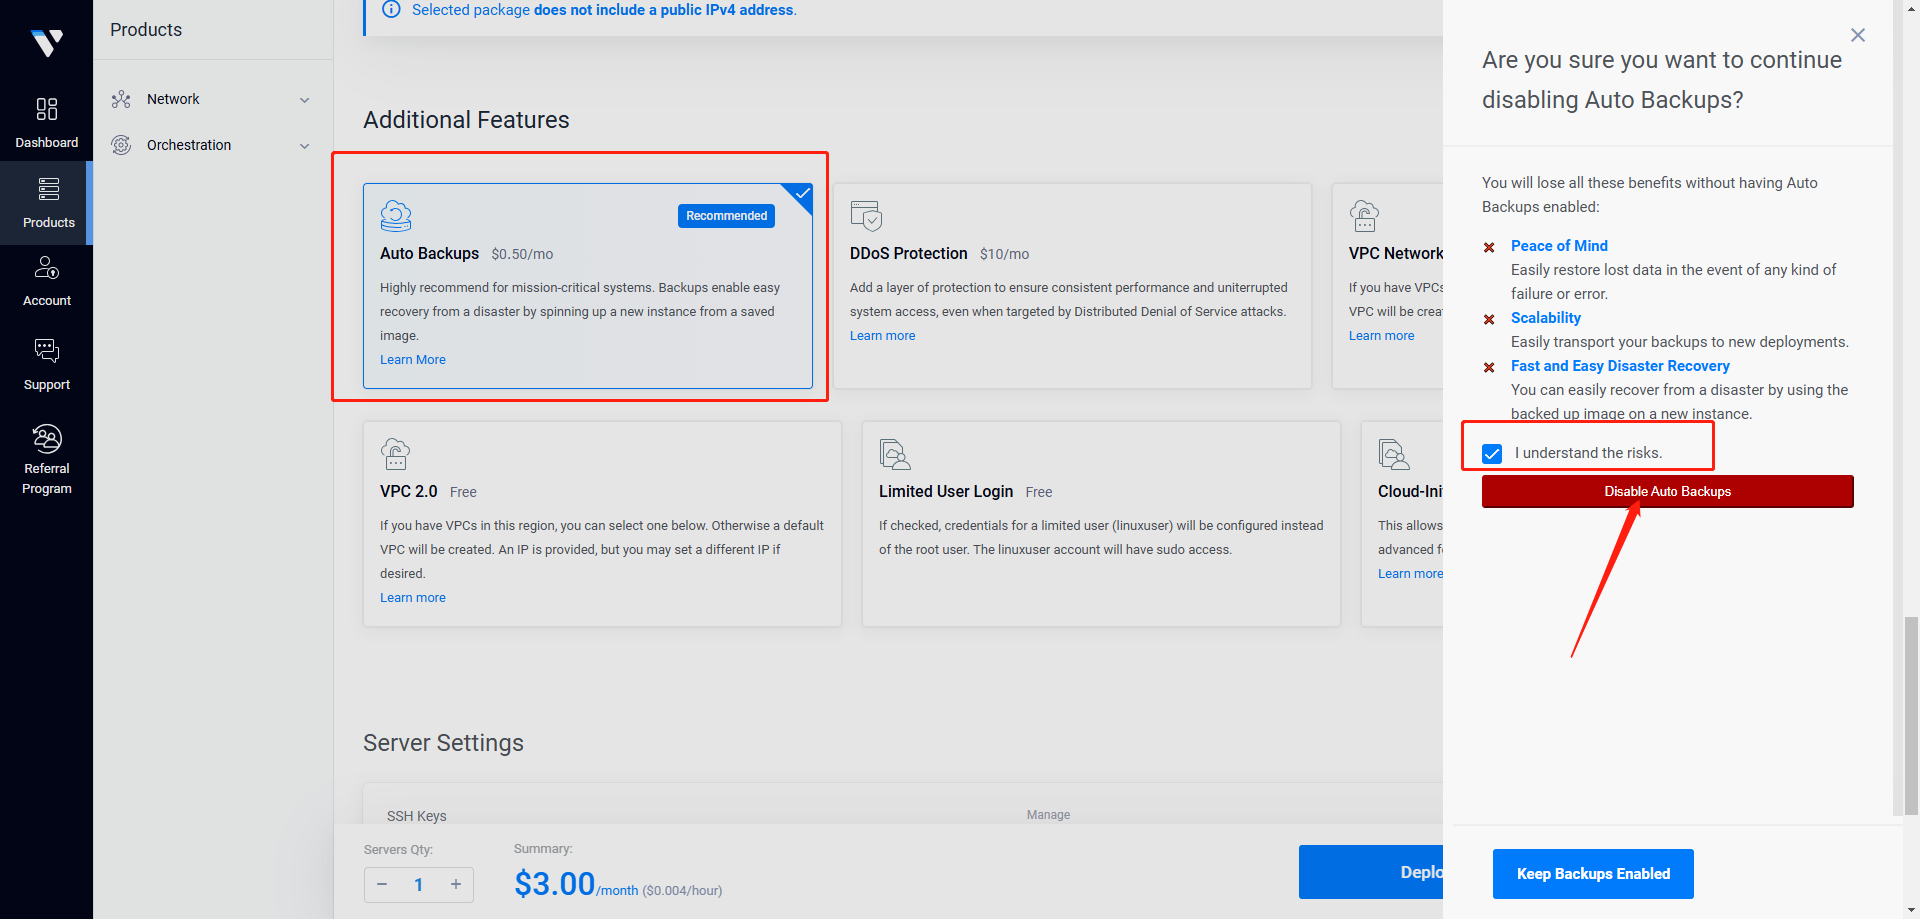 Dashboard
Products
Account
Support
Referral
Program
Products
Network
Orchestration
Selected package does not include a public IPv4 address.
Additional Features
Recommended
Auto Backups $0.50/mo
Highly recommend for mission-critical systems. Backups enable easy
recovery from a disaster by spinning up a new instance from a saved
image.
Learn More
DDoS Protection $10/mo
Add a layer of protection to ensure consistent performance and uniterrupted
system access, even when targeted by Distributed Denial of Service attacks.
Learn more
VPC Network
If you have VPCs
VPC will be crea
Learn more
VPC 2.0 Free
If you have VPCs in this region, you can select one below. Otherwise a default
VPC will be created. An IP is provided, but you may set a different IP if
desired.
Learn more
Limited User Login Free
If checked, credentials for a limited user (linuxuser) will be configured instead
of the root user. The linuxuser account will have sudo access.
Cloud-Ini
This allows
advanced f
Learn more
Server Settings
SSH Keys
Manage
Servers Qty:
− 1 +
Summary:
$3.00/month ($0.004/hour)
Deplo
Are you sure you want to continue
disabling Auto Backups?
You will lose all these benefits without having Auto
Backups enabled:
Peace of Mind
Easily restore lost data in the event of any kind of
failure or error.
Scalability
Easily transport your backups to new deployments.
Fast and Easy Disaster Recovery
You can easily recover from a disaster by using the
backed up image on a new instance.
I understand the risks.
Disable Auto Backups
Keep Backups Enabled